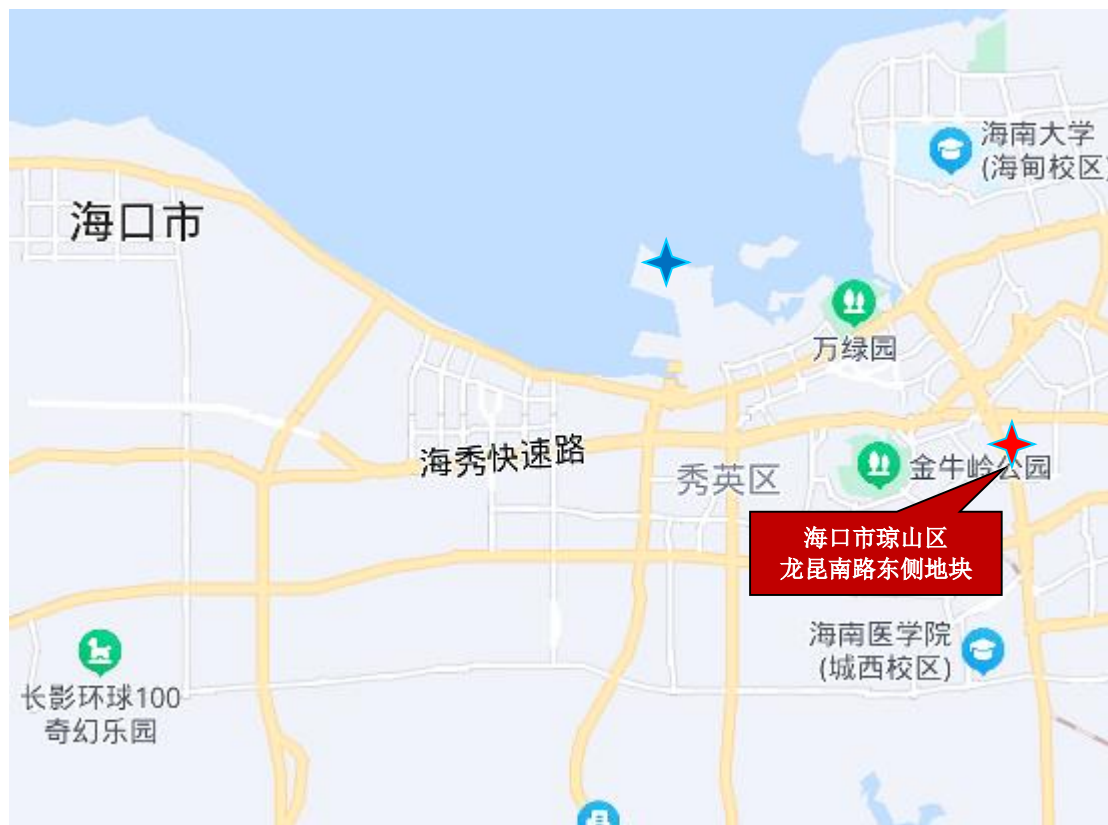 海南大学
(海甸校区)
海口市
万绿园
海秀快速路
金牛岭公园
秀英区
海口市琼山区
龙昆南路东侧地块
海南医学院
(城西校区)
长影环球100
奇幻乐园